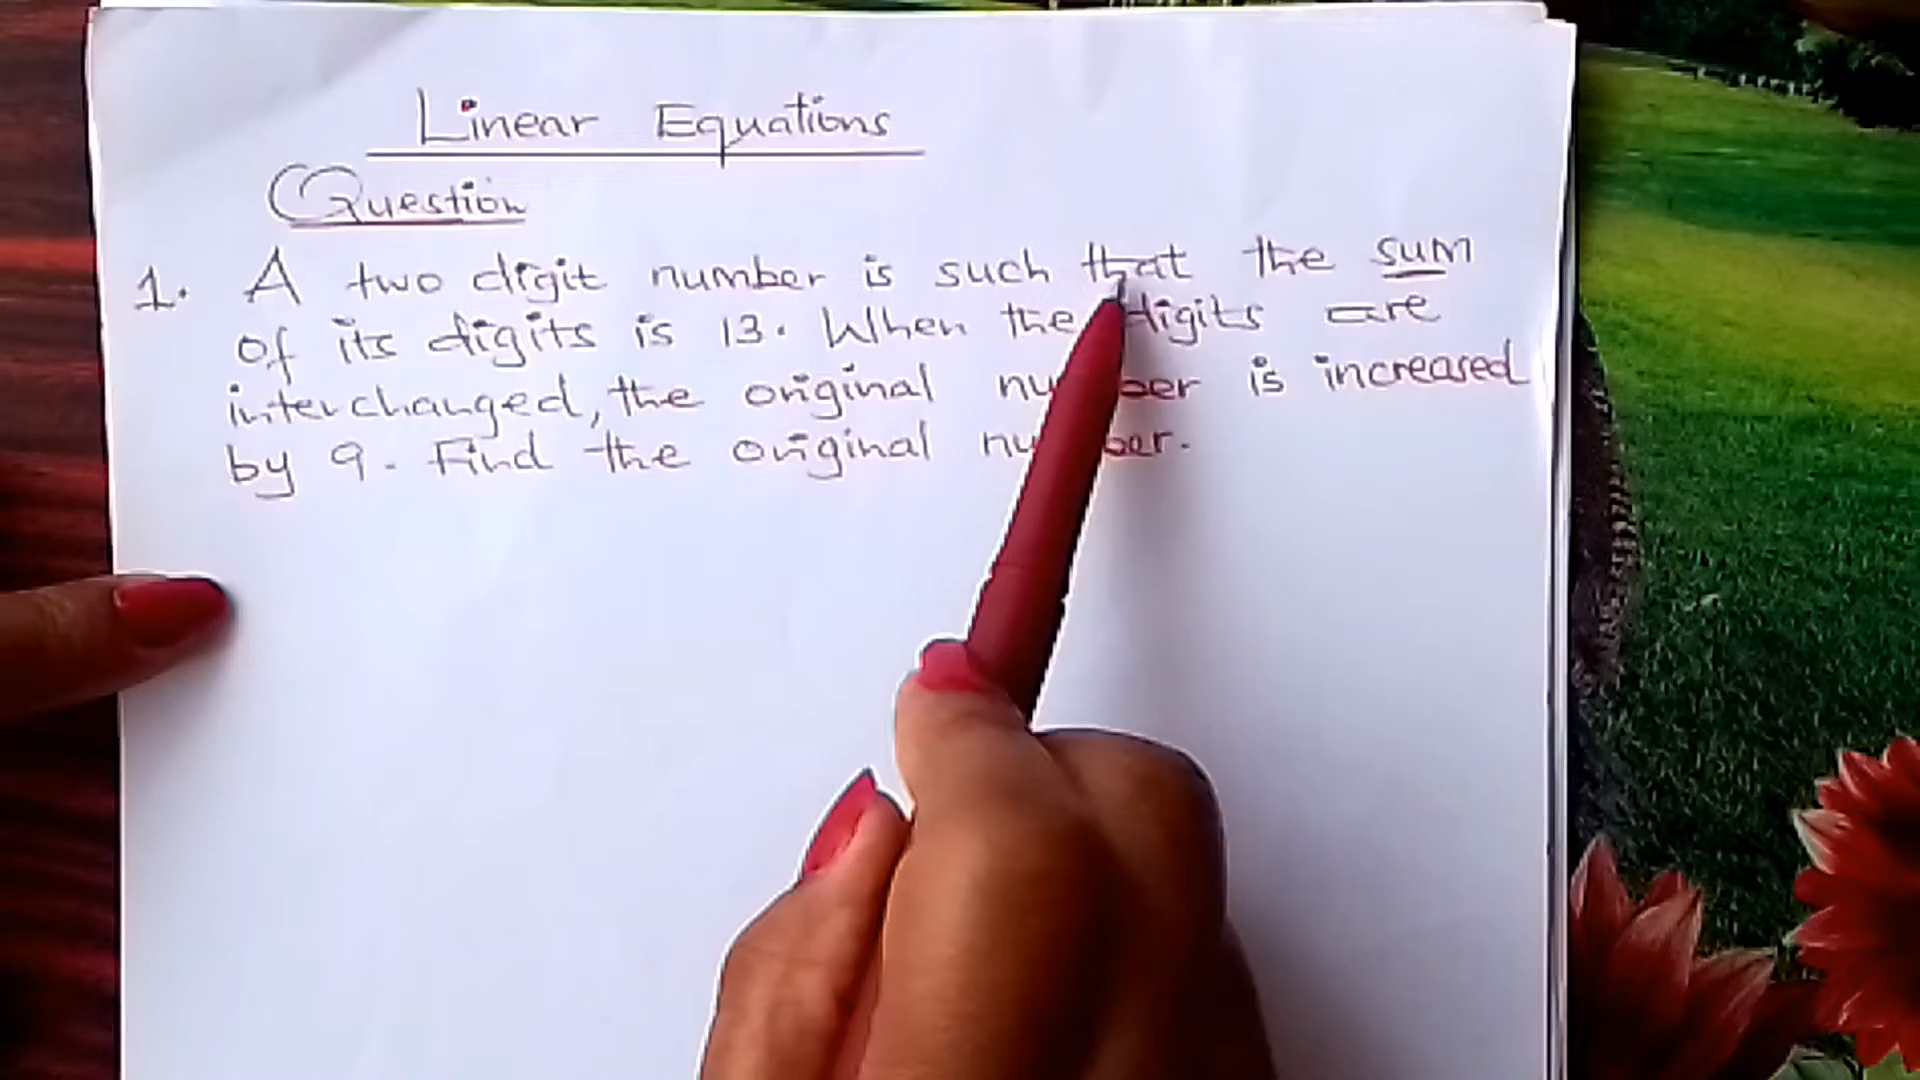 Linear Equations
Question
1. A two digit number is such that the sum
of its digits is 13. When the digits are
interchanged, the original number is increased
by 9. Find the original number.